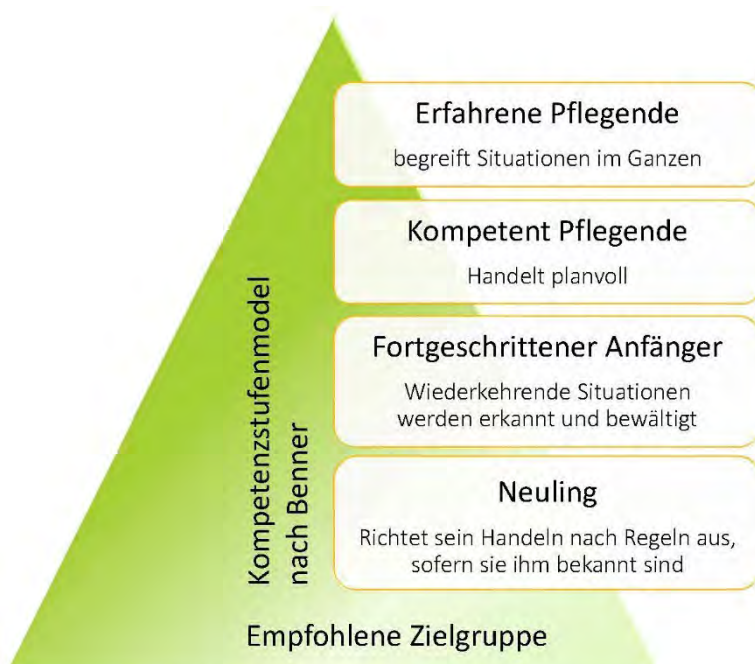 Erfahrene Pflegende
begreift Situationen im Ganzen
Kompetent Pflegende
Handelt planvoll
Fortgeschrittener Anfänger
Wiederkehrende Situationen
werden erkannt und bewältigt
Neuling
Richtet sein Handeln nach Regeln aus,
sofern sie ihm bekannt sind
Kompetenzstufenmodel
nach Benner
Empfohlene Zielgruppe